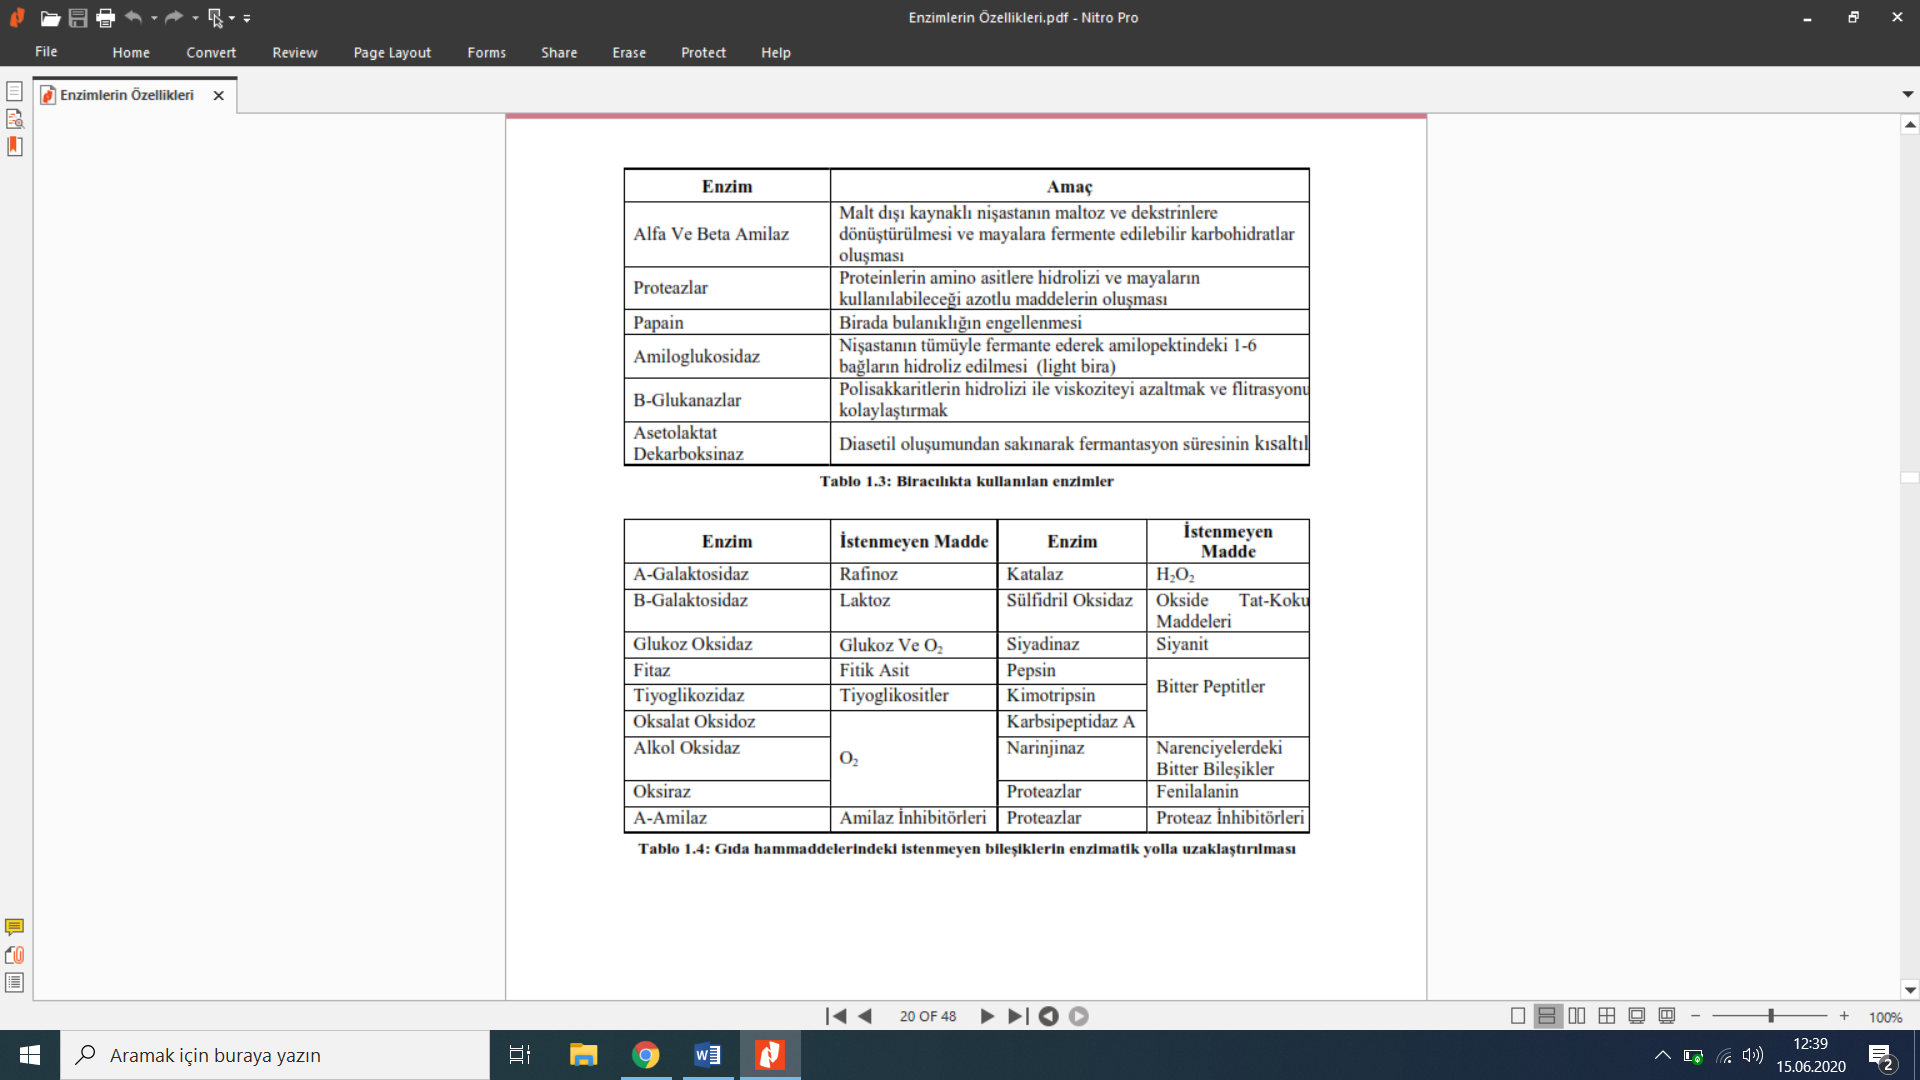 Enzimlerin Özellikleri.pdf - Nitro Pro
File Home Convert Review Page Layout Forms Share Erase Protect Help
Enzimlerin Özellikleri
Enzim Amaç
Alfa Ve Beta Amilaz
Malt dışı kaynaklı nişastanın maltoz ve dekstrinlere
dönüştürülmesi ve mayalara fermente edilebilir karbohidratlar
oluşması
Proteazlar
Proteinlerin amino asitlere hidrolizi ve mayaların
kullanılabileceği azotlu maddelerin oluşması
Papain Birada bulanıklığın engellenmesi
Amiloglukosidaz
Nişastanın tümüyle fermante ederek amilopektindeki 1-6
bağların hidroliz edilmesi (light bira)
B-Glukanazlar
Polisakkaritlerin hidrolizi ile viskoziteyi azaltmak ve flitrasyonu
kolaylaştırmak
Asetolaktat
Dekarboksinaz
Diasetil oluşumundan sakınarak fermantasyon süresinin kısaltıl
Tablo 1.3: Biracılıkta kullanılan enzimler
Enzim İstenmeyen Madde Enzim İstenmeyen
Madde
A-Galaktosidaz Rafinoz Katalaz H₂O₂
B-Galaktosidaz Laktoz Sülfidril Oksidaz Okside Tat-Koku
Maddeleri
Glukoz Oksidaz Glukoz Ve O₂ Siyadinaz Siyanit
Fitaz Fitik Asit Pepsin
Bitter Peptitler
Tiyoglikozidaz Tiyoglikositler Kimotripsin
Oksalat Oksidoz Karbsipeptidaz A
Alkol Oksidaz O₂ Narinjinaz Narenciyelerdeki
Bitter Bileşikler
Oksiraz Proteazlar Fenilalanin
A-Amilaz Amilaz İnhibitörleri Proteazlar Proteaz İnhibitörleri
Tablo 1.4: Gıda hammaddelerindeki istenmeyen bileşiklerin enzimatik yolla uzaklaştırılması
20 OF 48
100%
Aramak için buraya yazın
12:39
15.06.2020
2